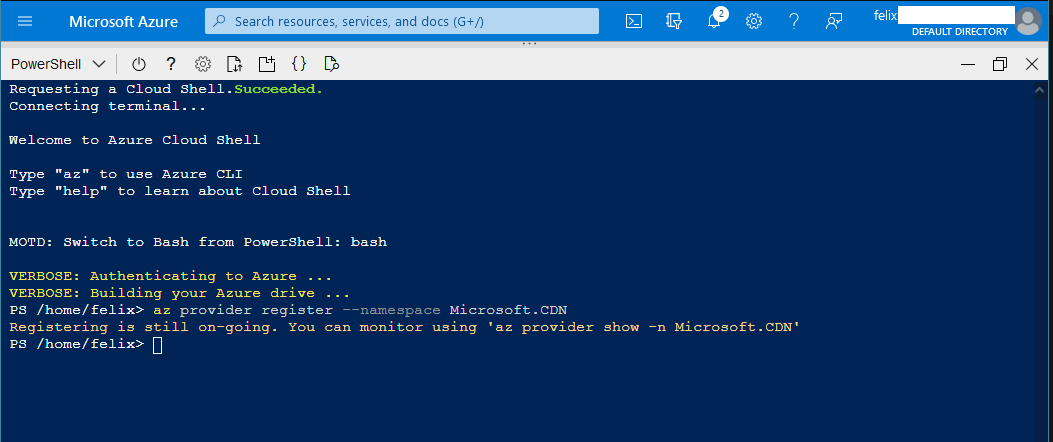 Microsoft Azure
Search resources, services, and docs (G+/)
2
felix
DEFAULT DIRECTORY
PowerShell
Requesting a Cloud Shell.Succeeded.
Connecting terminal...
Welcome to Azure Cloud Shell
Type "az" to use Azure CLI
Type "help" to learn about Cloud Shell
MOTD: Switch to Bash from PowerShell: bash
VERBOSE: Authenticating to Azure ...
VERBOSE: Building your Azure drive ...
PS /home/felix> az provider register --namespace Microsoft.CDN
Registering is still on-going. You can monitor using 'az provider show -n Microsoft.CDN'
PS /home/felix>